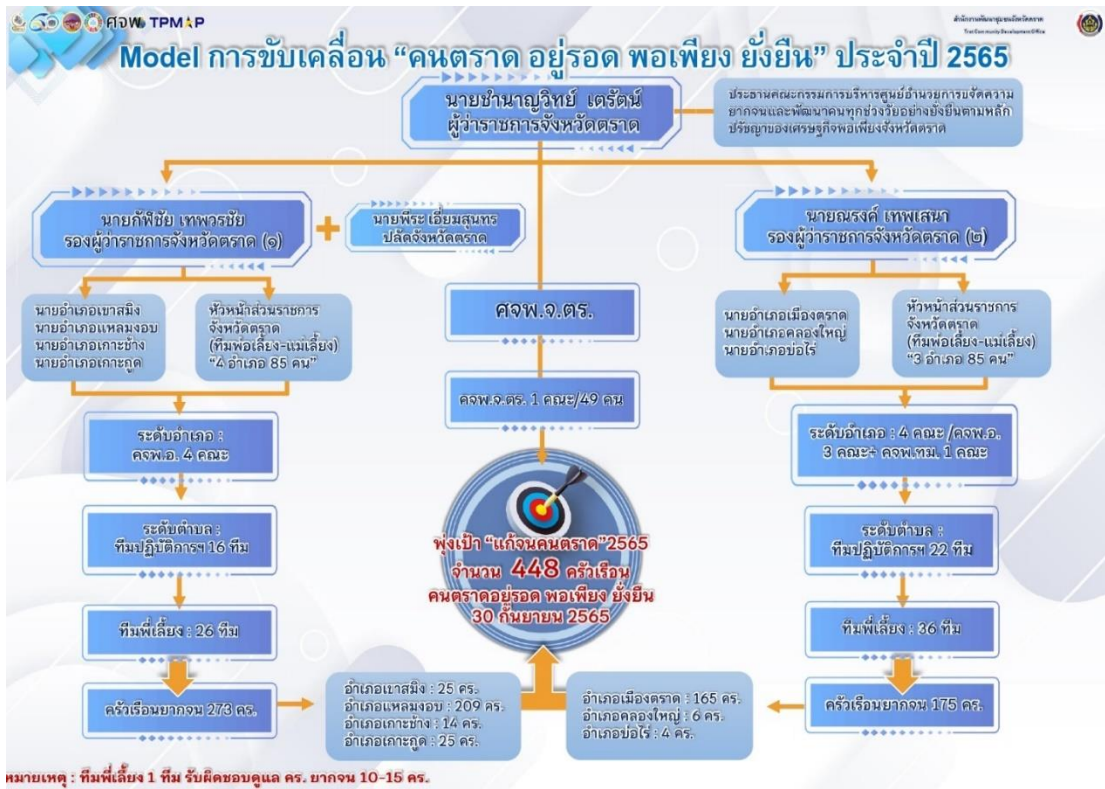 ศจพ. TPMAP
สำนักงานพัฒนาชุมชนจังหวัดตราด
Trat Community Development Office
Model การขับเคลื่อน “คนตราด อยู่รอด พอเพียง ยั่งยืน” ประจำปี 2565
นายชำนาญวิทย์ เตรัตน์
ผู้ว่าราชการจังหวัดตราด
ประธานคณะกรรมการบริหารศูนย์อำนวยการขจัดความ
ยากจนและพัฒนาคนทุกช่วงวัยอย่างยั่งยืนตามหลัก
ปรัชญาของเศรษฐกิจพอเพียงจังหวัดตราด
นายกัฬชัย เทพวรชัย
รองผู้ว่าราชการจังหวัดตราด (๑)
+
นายพีระ เอี่ยมสุนทร
ปลัดจังหวัดตราด
นายณรงค์ เทพเสนา
รองผู้ว่าราชการจังหวัดตราด (๒)
นายอำเภอเขาสมิง
นายอำเภอแหลมงอบ
นายอำเภอเกาะช้าง
นายอำเภอเกาะกูด
หัวหน้าส่วนราชการ
จังหวัดตราด
(ทีมพ่อเลี้ยง-แม่เลี้ยง)
“4 อำเภอ 85 คน”
ศจพ.จ.ตร.
นายอำเภอเมืองตราด
นายอำเภอคลองใหญ่
นายอำเภอบ่อไร่
หัวหน้าส่วนราชการ
จังหวัดตราด
(ทีมพ่อเลี้ยง-แม่เลี้ยง)
“3 อำเภอ 85 คน”
ศจพ.จ.ตร. 1 คณะ/49 คน
ระดับอำเภอ :
ศจพ.อ. 4 คณะ
ระดับอำเภอ : 4 คณะ /ศจพ.อ.
3 คณะ+ ศจพ.ทม. 1 คณะ
ระดับตำบล :
ทีมปฏิบัติการฯ 16 ทีม
พุ่งเป้า “แก้จนคนตราด”2565
จำนวน 448 ครัวเรือน
คนตราดอยู่รอด พอเพียง ยั่งยืน
30 กันยายน 2565
ระดับตำบล :
ทีมปฏิบัติการฯ 22 ทีม
ทีมพี่เลี้ยง : 26 ทีม
ทีมพี่เลี้ยง : 36 ทีม
ครัวเรือนยากจน 273 คร.
อำเภอเขาสมิง : 25 คร.
อำเภอแหลมงอบ : 209 คร.
อำเภอเกาะช้าง : 14 คร.
อำเภอเกาะกูด : 25 คร.
อำเภอเมืองตราด : 165 คร.
อำเภอคลองใหญ่ : 6 คร.
อำเภอบ่อไร่ : 4 คร.
ครัวเรือนยากจน 175 คร.
หมายเหตุ : ทีมพี่เลี้ยง 1 ทีม รับผิดชอบดูแล คร. ยากจน 10-15 คร.